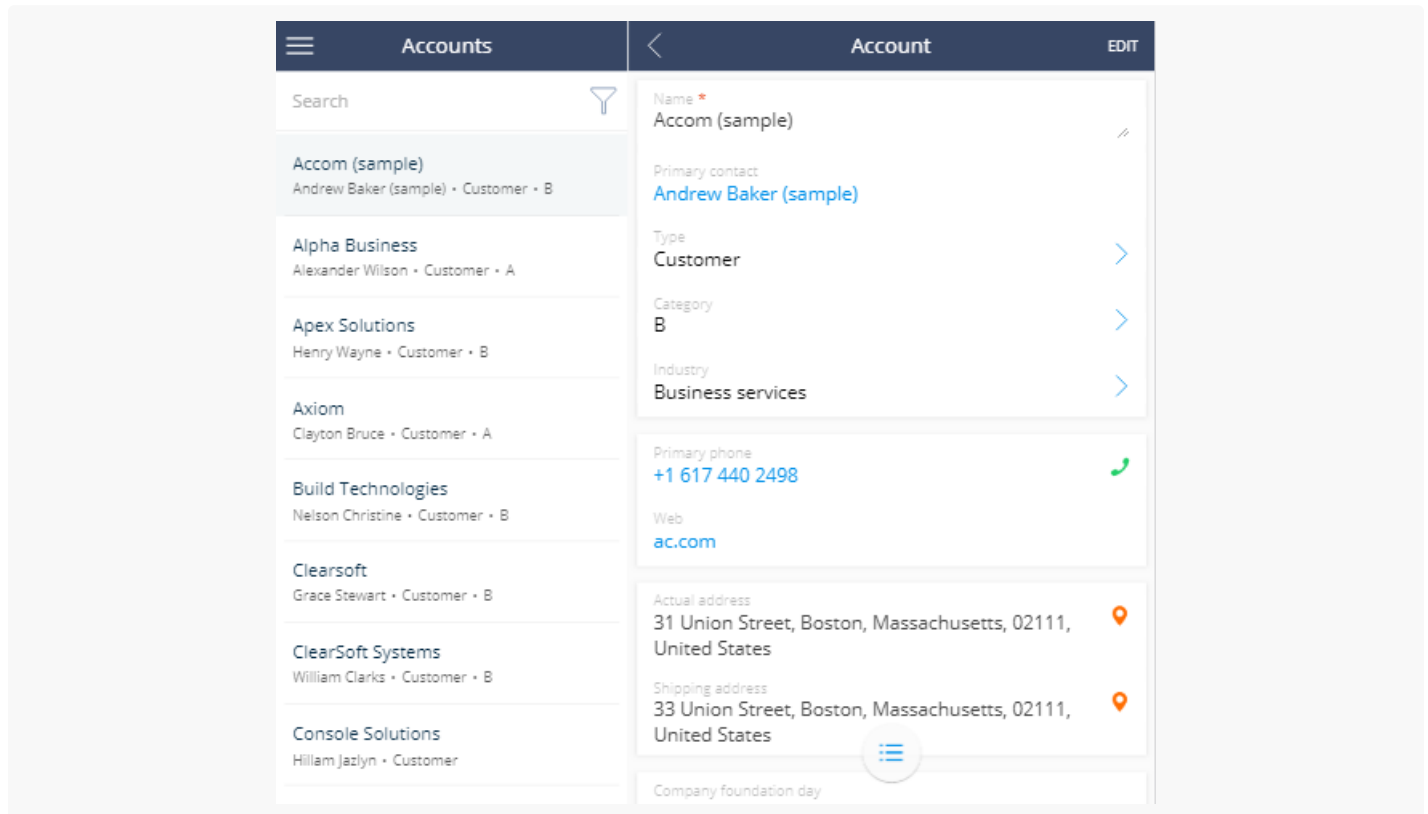 Accounts
Search
Accom (sample)
Andrew Baker (sample) • Customer • B
Alpha Business
Alexander Wilson • Customer • A
Apex Solutions
Henry Wayne • Customer • B
Axiom
Clayton Bruce • Customer • A
Build Technologies
Nelson Christine • Customer • B
Clearsoft
Grace Stewart • Customer • B
ClearSoft Systems
William Clarks • Customer • B
Console Solutions
Hillam Jazlyn • Customer
Account
EDIT
Name *
Accom (sample)
Primary contact
Andrew Baker (sample)
Type
Customer
Category
B
Industry
Business services
Primary phone
+1 617 440 2498
Web
ac.com
Actual address
31 Union Street, Boston, Massachusetts, 02111,
United States
Shipping address
33 Union Street, Boston, Massachusetts, 02111,
United States
Company foundation day